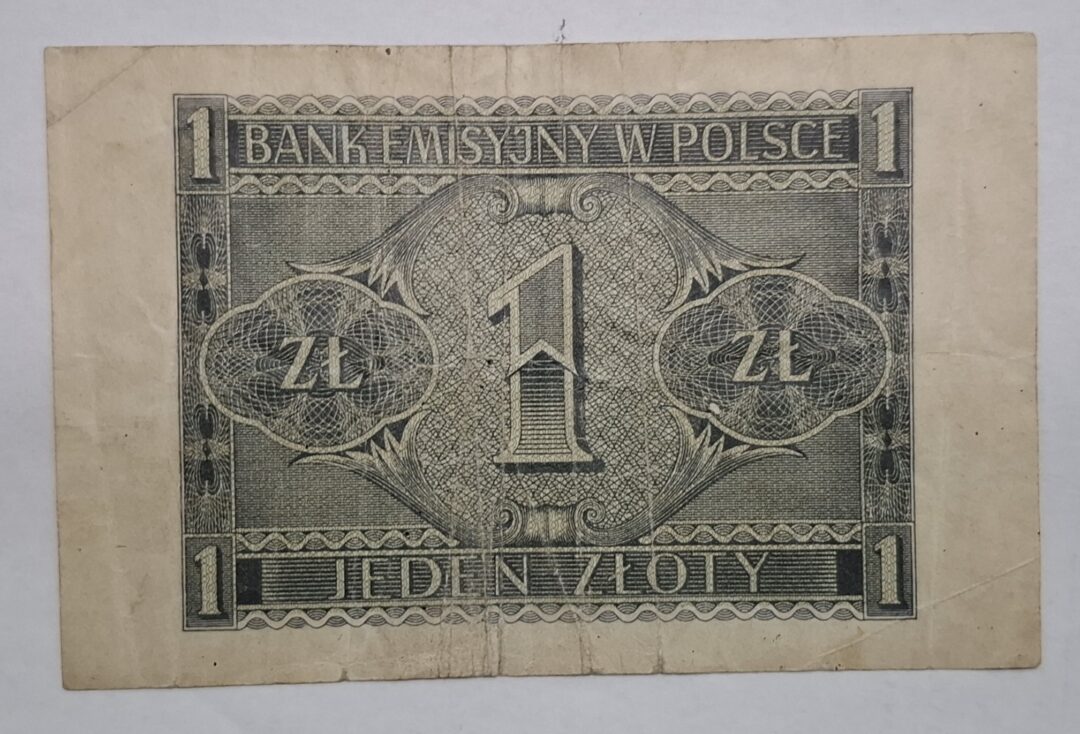 1 BANK EMISYJNY W POLSCE 1
ZŁ 1 ZŁ
1 JEDEN ZŁOTY 1